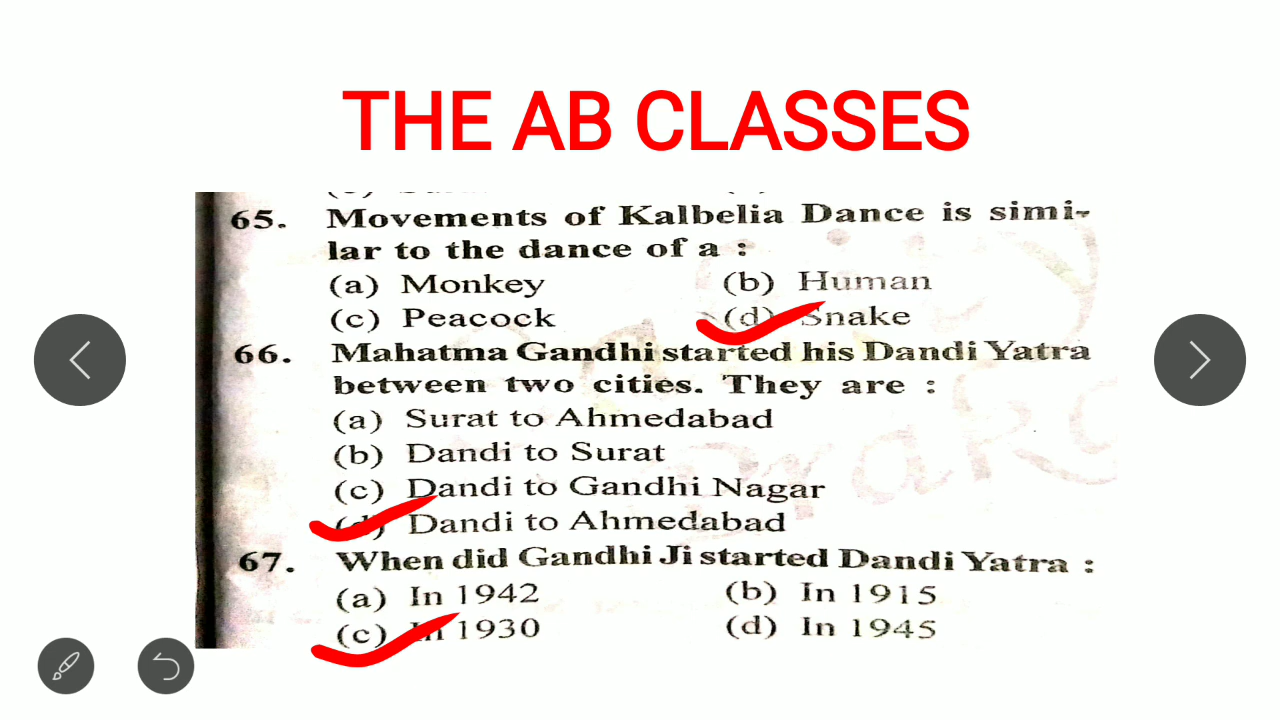 THE AB CLASSES
65. Movements of Kalbelia Dance is simi-
lar to the dance of a :
(a) Monkey (b) Human
(c) Peacock (d) Snake
66. Mahatma Gandhi started his Dandi Yatra
between two cities. They are :
(a) Surat to Ahmedabad
(b) Dandi to Surat
(c) Dandi to Gandhi Nagar
(d) Dandi to Ahmedabad
67. When did Gandhi Ji started Dandi Yatra :
(a) In 1942 (b) In 1915
(c) In 1930 (d) In 1945